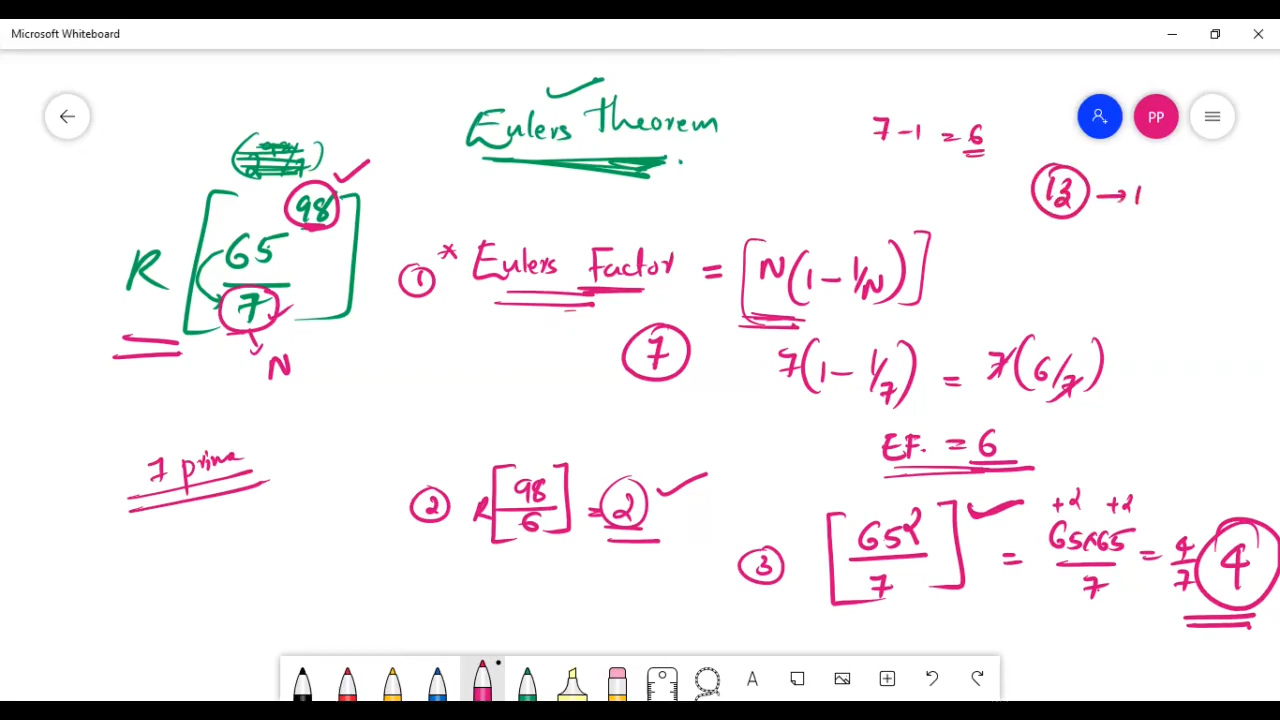 Microsoft Whiteboard
Eulers Theorem
7 - 1 = 6
PP
13 → 1
R [65^98 / 7]
N
① * Eulers Factor = [N(1 - 1/N)]
7
7(1 - 1/7) = 7(6/7)
E.F. = 6
7 prime
② R[98/6] = 2
③ [65^2/7] = 65×65/7 = 4/7 4
+2 +2
A